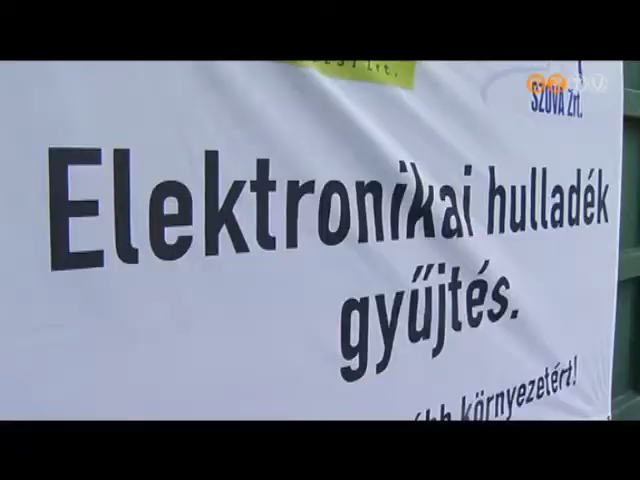 SZOVA Zrt.
Elektronikai hulladék
gyűjtés.
környezetért!